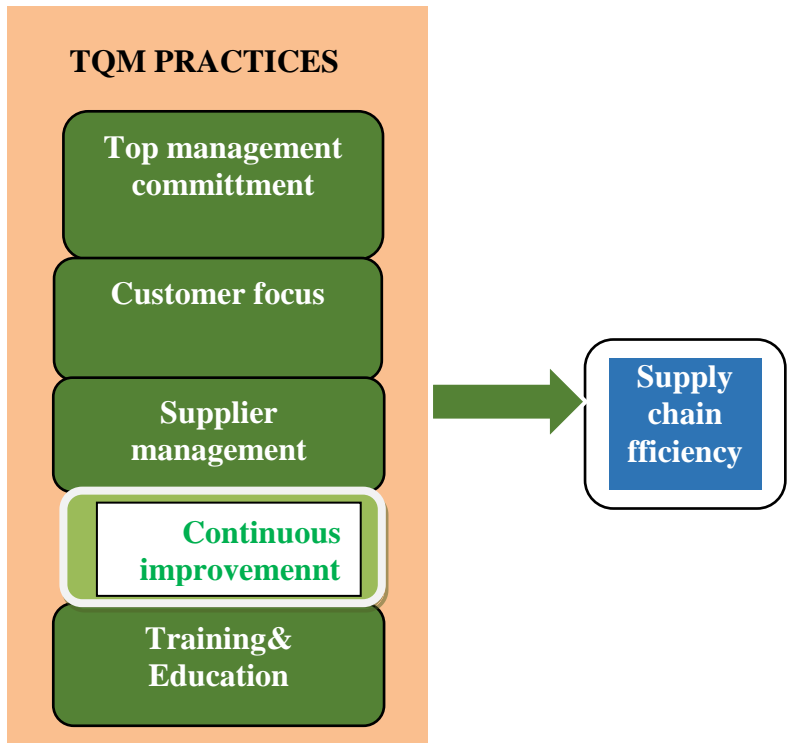 TQM PRACTICES
Top management
committment
Customer focus
Supplier
management
Continuous
improvemennt
Training&
Education
Supply
chain
fficiency